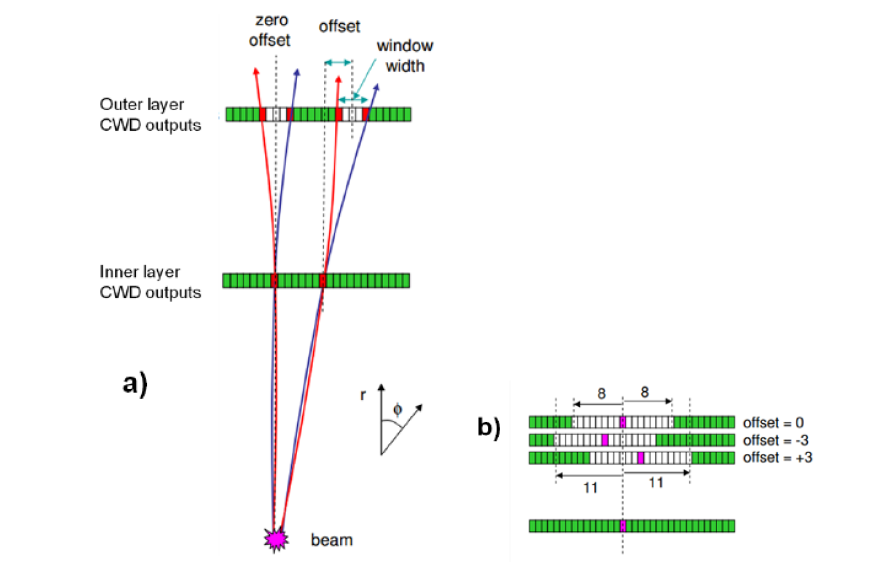 zero
offset
offset
window
width
Outer layer
CWD outputs
Inner layer
CWD outputs
a)
r
ϕ
beam
b)
8
8
offset = 0
offset = -3
offset = +3
11
11